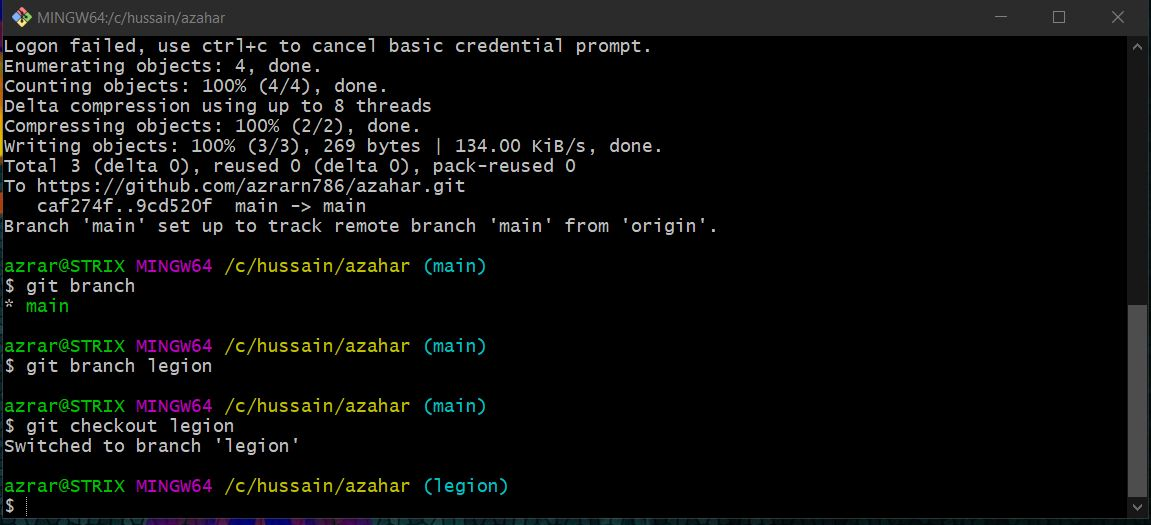 MINGW64:/c/hussain/azahar
Logon failed, use ctrl+c to cancel basic credential prompt.
Enumerating objects: 4, done.
Counting objects: 100% (4/4), done.
Delta compression using up to 8 threads
Compressing objects: 100% (2/2), done.
Writing objects: 100% (3/3), 269 bytes | 134.00 KiB/s, done.
Total 3 (delta 0), reused 0 (delta 0), pack-reused 0
To https://github.com/azrarn786/azahar.git
   caf274f..9cd520f  main -> main
Branch 'main' set up to track remote branch 'main' from 'origin'.
azrar@STRIX MINGW64 /c/hussain/azahar (main)
$ git branch
* main
azrar@STRIX MINGW64 /c/hussain/azahar (main)
$ git branch legion
azrar@STRIX MINGW64 /c/hussain/azahar (main)
$ git checkout legion
Switched to branch 'legion'
azrar@STRIX MINGW64 /c/hussain/azahar (legion)
$